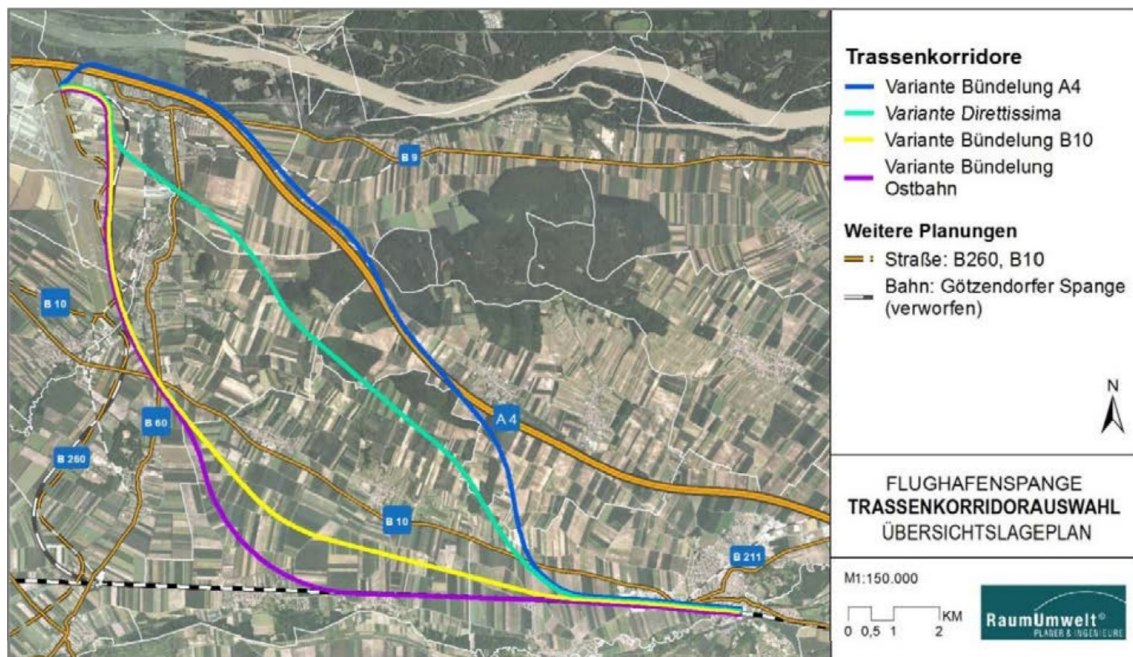 B 9
B 10
B 60
B 260
A 4
B 10
B 211
Trassenkorridore
Variante Bündelung A4
Variante Direttissima
Variante Bündelung B10
Variante Bündelung
Ostbahn
Weitere Planungen
Straße: B260, B10
Bahn: Götzendorfer Spange
(verworfen)
N
FLUGHAFENSPANGE
TRASSENKORRIDORAUSWAHL
ÜBERSICHTSLAGEPLAN
M1:150.000
KM
0 0,5 1 2
RaumUmwelt©
PLANER & INGENIEURE